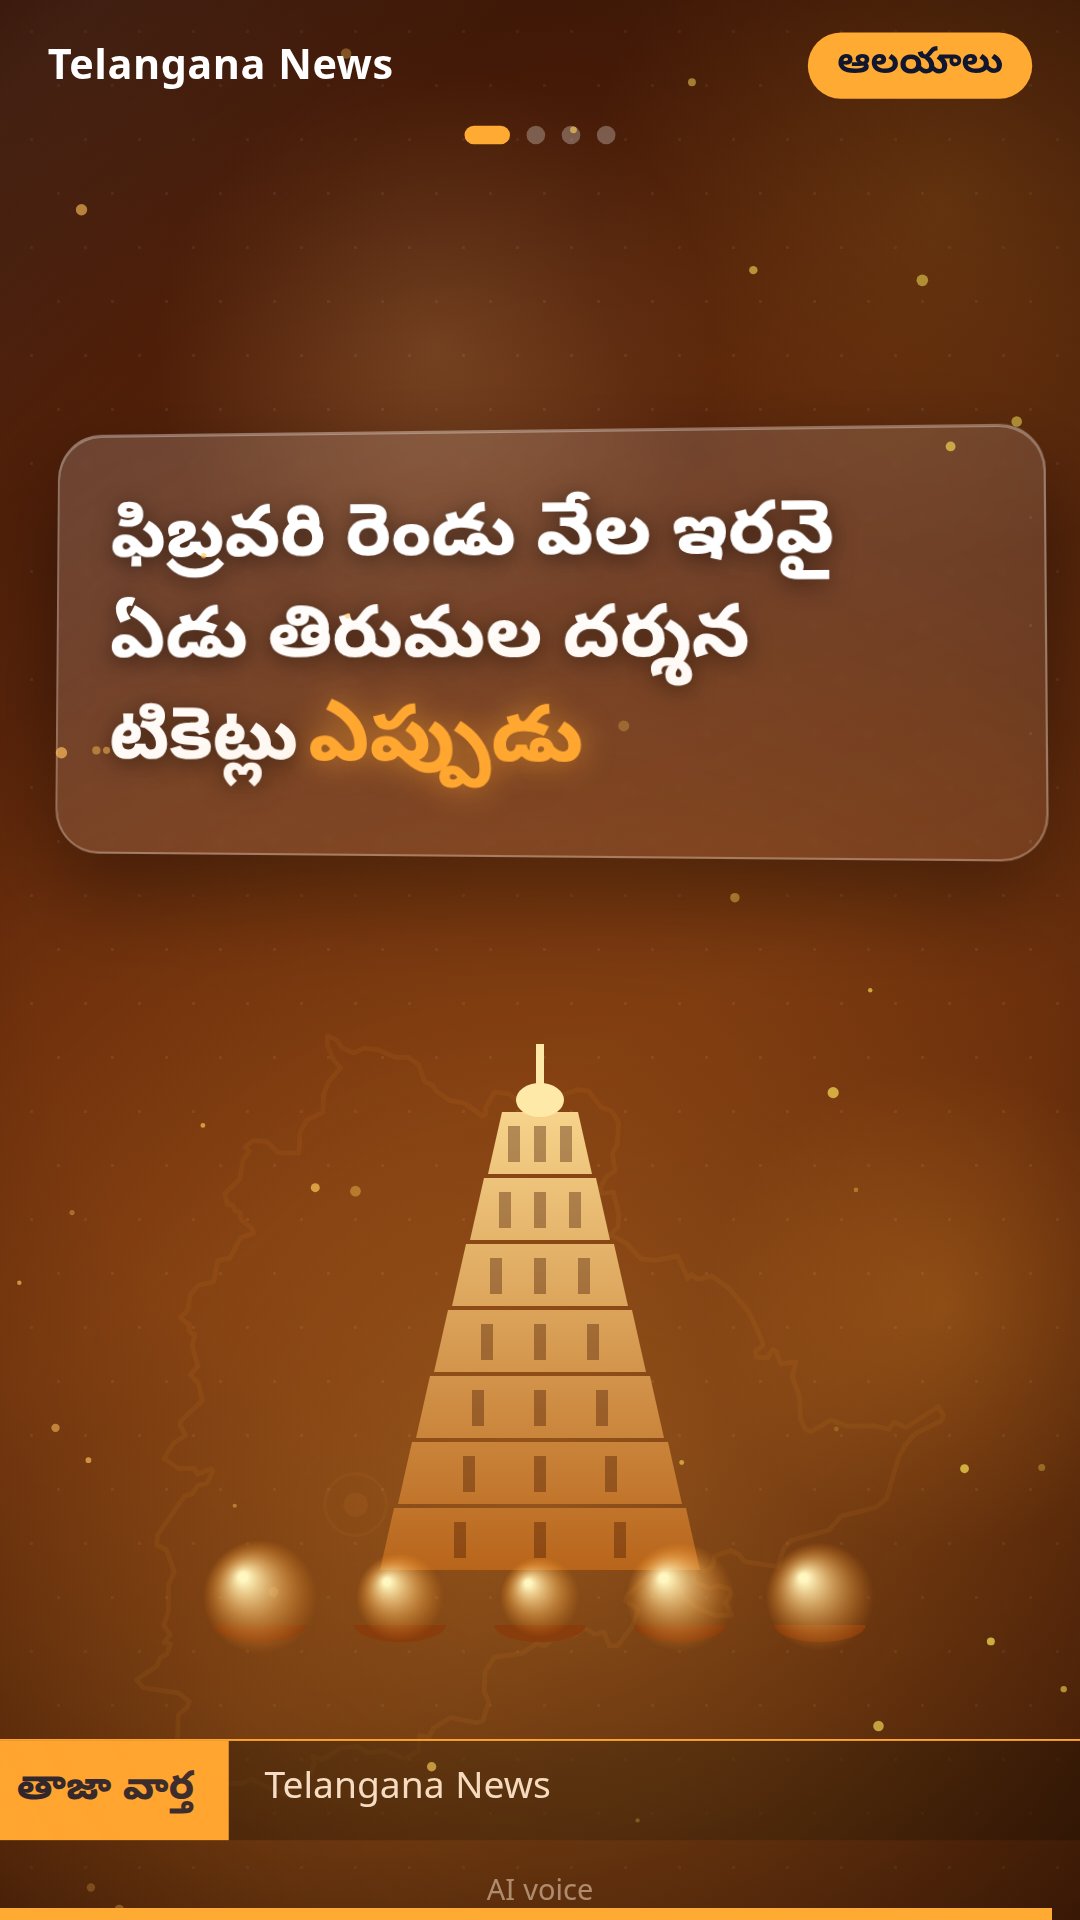 Telangana News
ఆలయాలు
ఫిబ్రవరి రెండు వేల ఇరవై
ఏడు తిరుమల దర్శన
టికెట్లు ఎప్పుడు
తాజా వార్త
Telangana News
AI voice